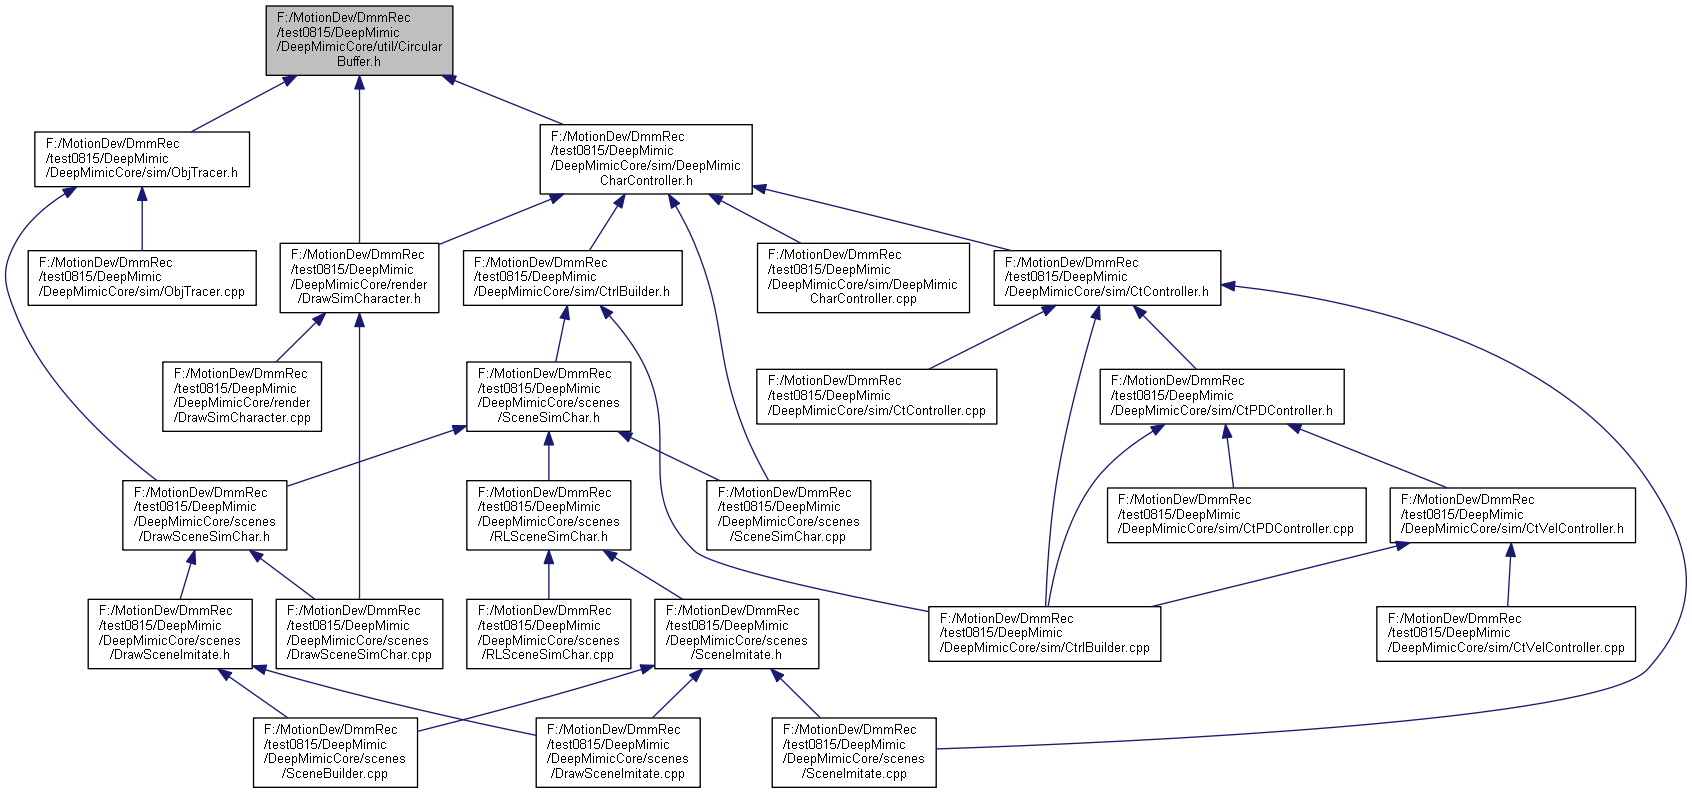 F:/MotionDev/DmmRec
/test0815/DeepMimic
/DeepMimicCore/util/Circular
Buffer.h
F:/MotionDev/DmmRec
/test0815/DeepMimic
/DeepMimicCore/sim/ObjTracer.h
F:/MotionDev/DmmRec
/test0815/DeepMimic
/DeepMimicCore/sim/DeepMimic
CharController.h
F:/MotionDev/DmmRec
/test0815/DeepMimic
/DeepMimicCore/sim/ObjTracer.cpp
F:/MotionDev/DmmRec
/test0815/DeepMimic
/DeepMimicCore/render
/DrawSimCharacter.h
F:/MotionDev/DmmRec
/test0815/DeepMimic
/DeepMimicCore/sim/CtrlBuilder.h
F:/MotionDev/DmmRec
/test0815/DeepMimic
/DeepMimicCore/sim/DeepMimic
CharController.cpp
F:/MotionDev/DmmRec
/test0815/DeepMimic
/DeepMimicCore/sim/CtController.h
F:/MotionDev/DmmRec
/test0815/DeepMimic
/DeepMimicCore/render
/DrawSimCharacter.cpp
F:/MotionDev/DmmRec
/test0815/DeepMimic
/DeepMimicCore/scenes
/SceneSimChar.h
F:/MotionDev/DmmRec
/test0815/DeepMimic
/DeepMimicCore/sim/CtController.cpp
F:/MotionDev/DmmRec
/test0815/DeepMimic
/DeepMimicCore/sim/CtPDController.h
F:/MotionDev/DmmRec
/test0815/DeepMimic
/DeepMimicCore/scenes
/DrawSceneSimChar.h
F:/MotionDev/DmmRec
/test0815/DeepMimic
/DeepMimicCore/scenes
/RLSceneSimChar.h
F:/MotionDev/DmmRec
/test0815/DeepMimic
/DeepMimicCore/scenes
/SceneSimChar.cpp
F:/MotionDev/DmmRec
/test0815/DeepMimic
/DeepMimicCore/sim/CtPDController.cpp
F:/MotionDev/DmmRec
/test0815/DeepMimic
/DeepMimicCore/sim/CtVelController.h
F:/MotionDev/DmmRec
/test0815/DeepMimic
/DeepMimicCore/scenes
/DrawSceneImitate.h
F:/MotionDev/DmmRec
/test0815/DeepMimic
/DeepMimicCore/scenes
/DrawSceneSimChar.cpp
F:/MotionDev/DmmRec
/test0815/DeepMimic
/DeepMimicCore/scenes
/RLSceneSimChar.cpp
F:/MotionDev/DmmRec
/test0815/DeepMimic
/DeepMimicCore/scenes
/SceneImitate.h
F:/MotionDev/DmmRec
/test0815/DeepMimic
/DeepMimicCore/sim/CtrlBuilder.cpp
F:/MotionDev/DmmRec
/test0815/DeepMimic
/DeepMimicCore/sim/CtVelController.cpp
F:/MotionDev/DmmRec
/test0815/DeepMimic
/DeepMimicCore/scenes
/SceneBuilder.cpp
F:/MotionDev/DmmRec
/test0815/DeepMimic
/DeepMimicCore/scenes
/DrawSceneImitate.cpp
F:/MotionDev/DmmRec
/test0815/DeepMimic
/DeepMimicCore/scenes
/SceneImitate.cpp